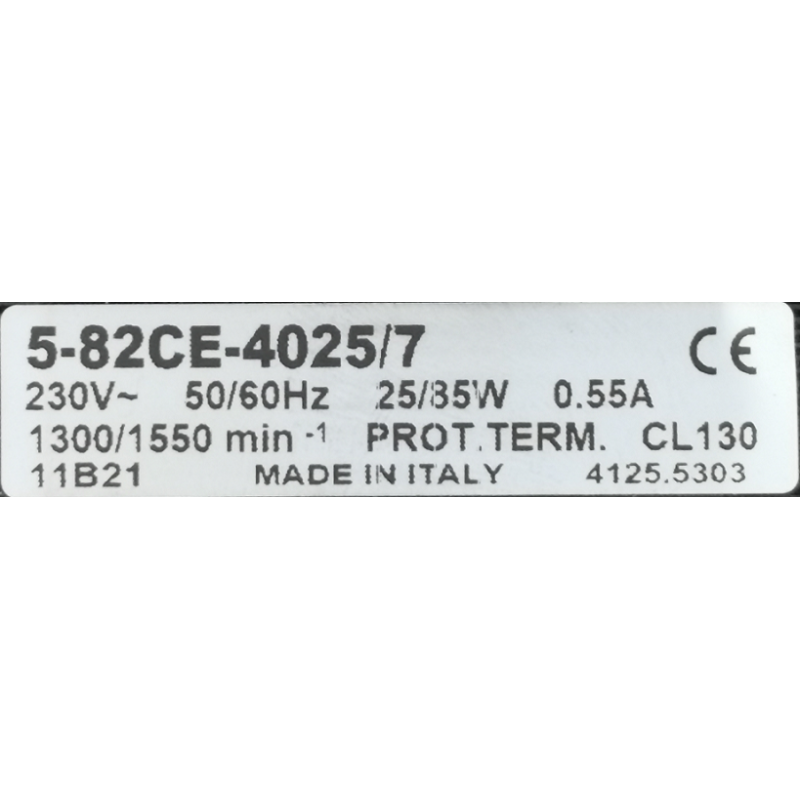 5-82CE-4025/7 CE
230V~ 50/60Hz 25/85W 0.55A
1300/1550 min -1 PROT.TERM. CL130
11B21 MADE IN ITALY 4125.5303